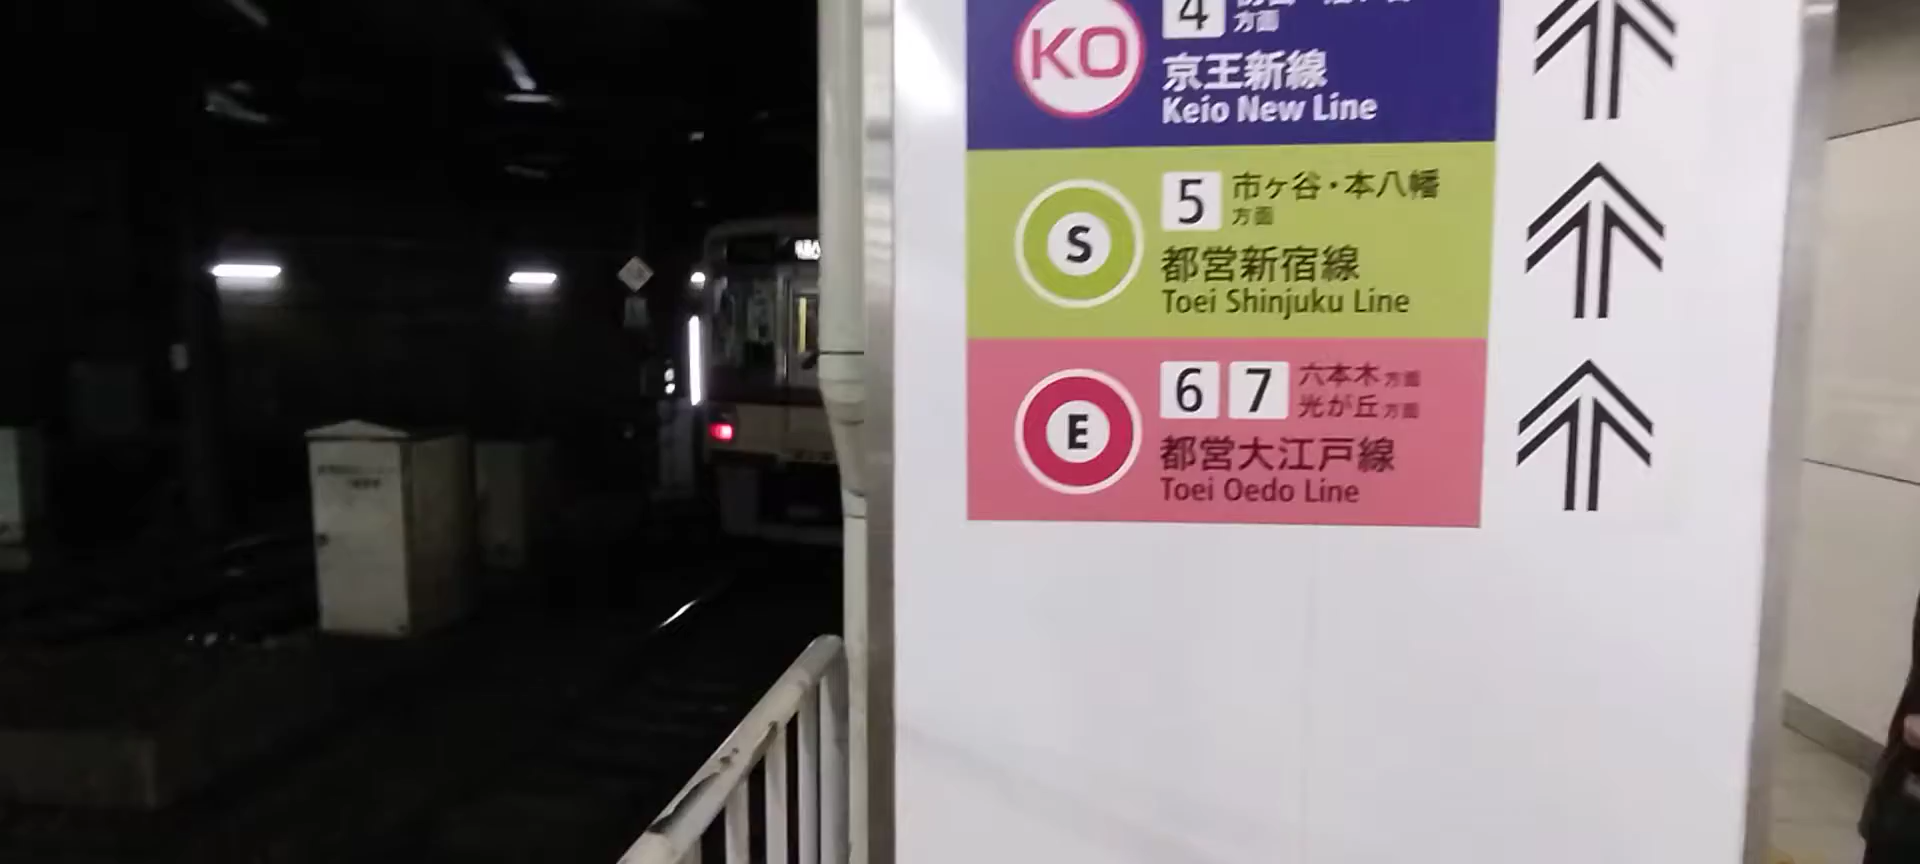 KO
4
方面
京王新線
Keio New Line
S
5
市ヶ谷・本八幡
方面
都営新宿線
Toei Shinjuku Line
E
6 7
六本木方面
光が丘方面
都営大江戸線
Toei Oedo Line